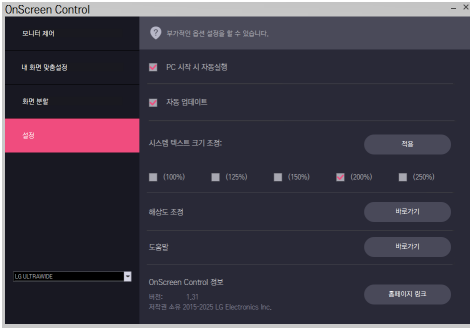 OnScreen Control
모니터 제어
부가적인 옵션 설정을 할 수 있습니다.
내 화면 맞춤설정
PC 시작 시 자동실행
화면 분할
자동 업데이트
설정
시스템 텍스트 크기 조정:
적용
(100%) (125%) (150%) (200%) (250%)
해상도 조정
바로가기
도움말
바로가기
LG ULTRAWIDE
OnScreen Control 정보
버전: 1.31
홈페이지 링크
저작권 소유 2015-2025 LG Electronics Inc.